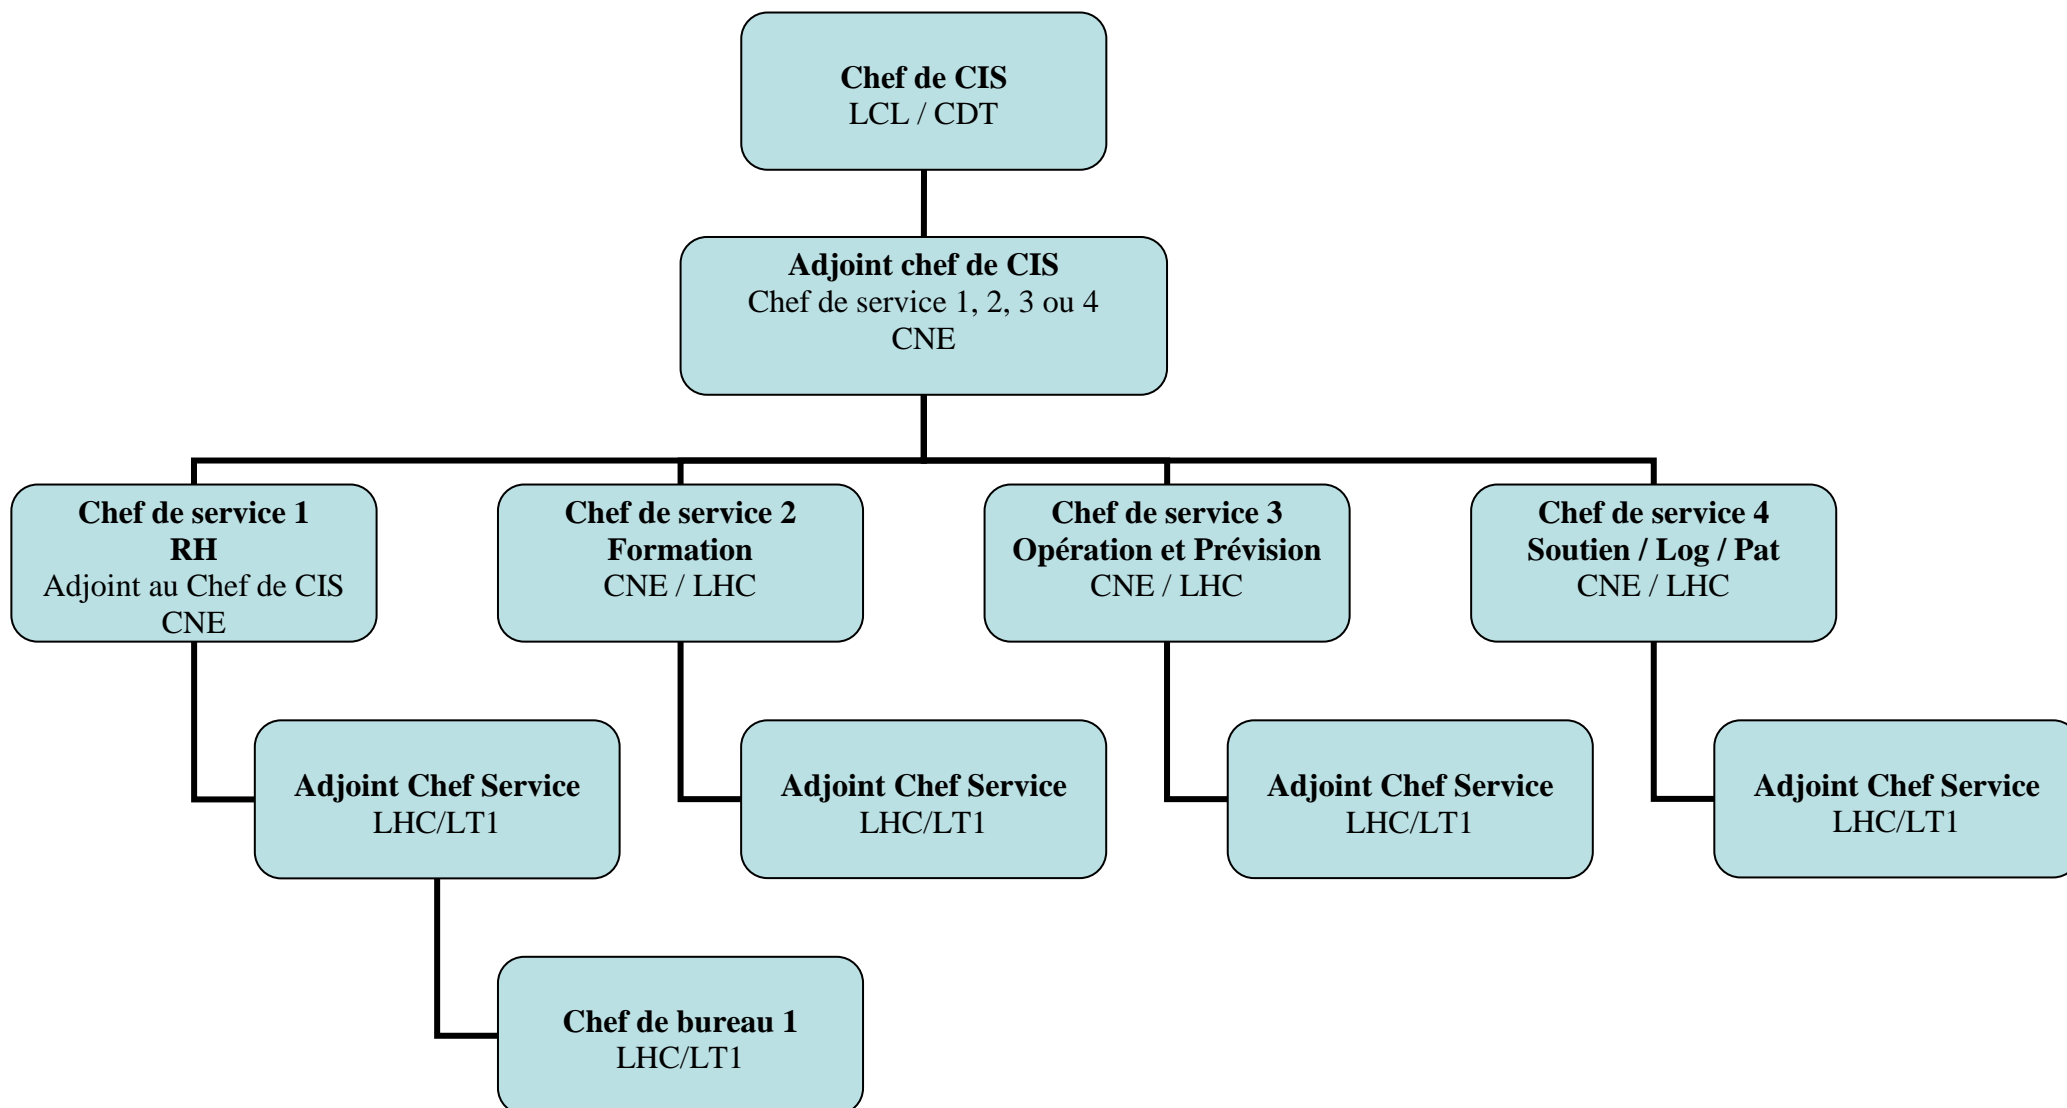 Chef de CIS
LCL / CDT
Adjoint chef de CIS
Chef de service 1, 2, 3 ou 4
CNE
Chef de service 1
RH
Adjoint au Chef de CIS
CNE
Chef de service 2
Formation
CNE / LHC
Chef de service 3
Opération et Prévision
CNE / LHC
Chef de service 4
Soutien / Log / Pat
CNE / LHC
Adjoint Chef Service
LHC/LT1
Adjoint Chef Service
LHC/LT1
Adjoint Chef Service
LHC/LT1
Adjoint Chef Service
LHC/LT1
Chef de bureau 1
LHC/LT1